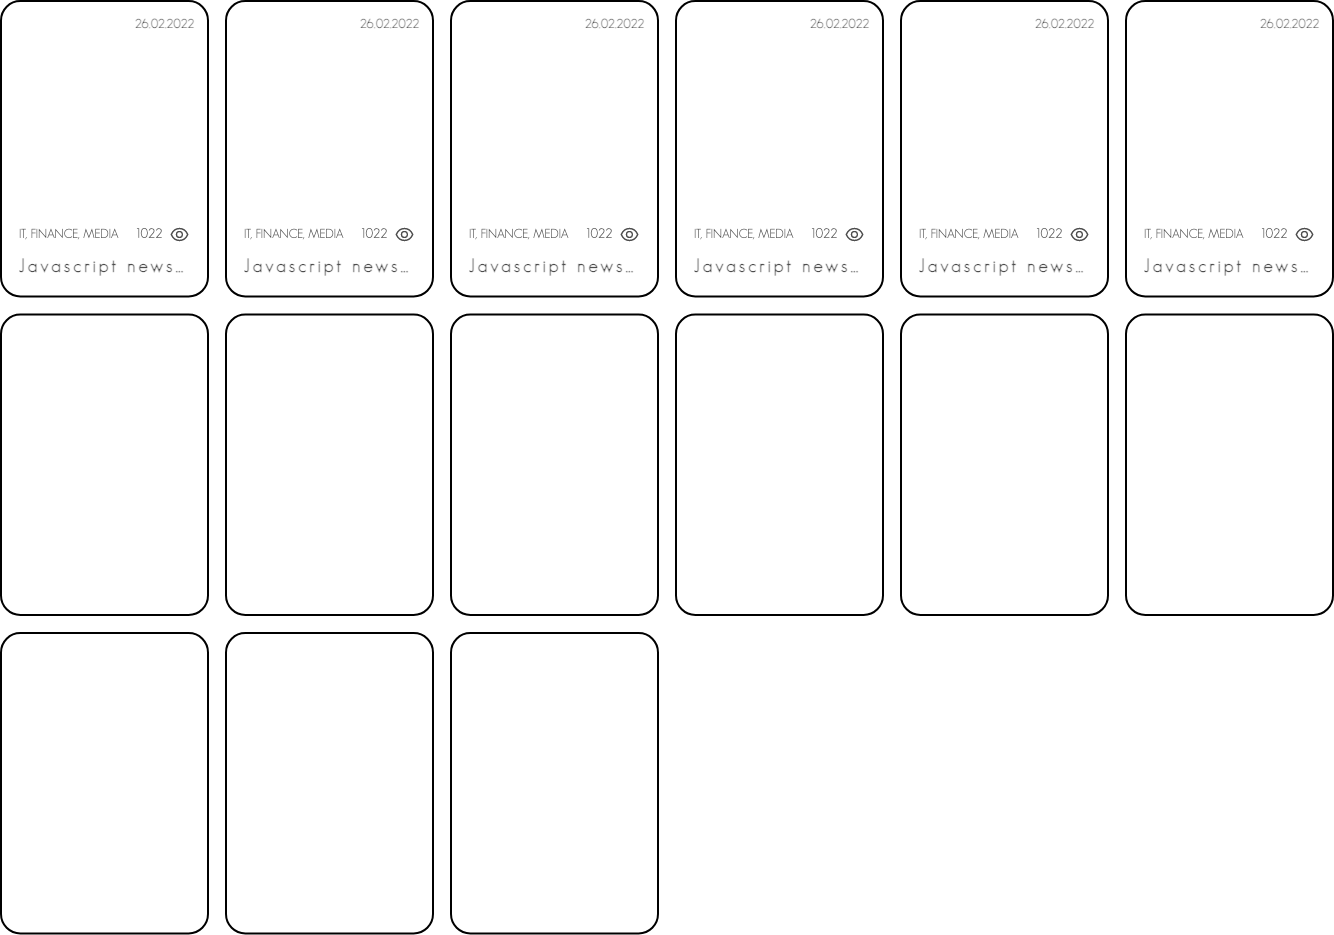 26.02.2022 26.02.2022 26.02.2022 26.02.2022 26.02.2022 26.02.2022
IT, FINANCE, MEDIA 1022 IT, FINANCE, MEDIA 1022 IT, FINANCE, MEDIA 1022 IT, FINANCE, MEDIA 1022 IT, FINANCE, MEDIA 1022 IT, FINANCE, MEDIA 1022
Javascript news... Javascript news... Javascript news... Javascript news... Javascript news... Javascript news...